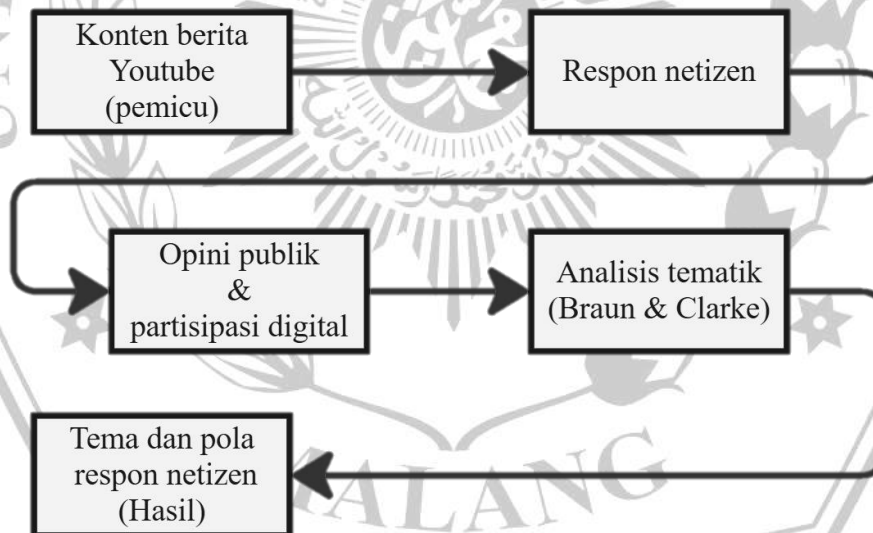 Konten berita
Youtube
(pemicu)
Respon netizen
Opini publik
&
partisipasi digital
Analisis tematik
(Braun & Clarke)
Tema dan pola
respon netizen
(Hasil)
MALANG